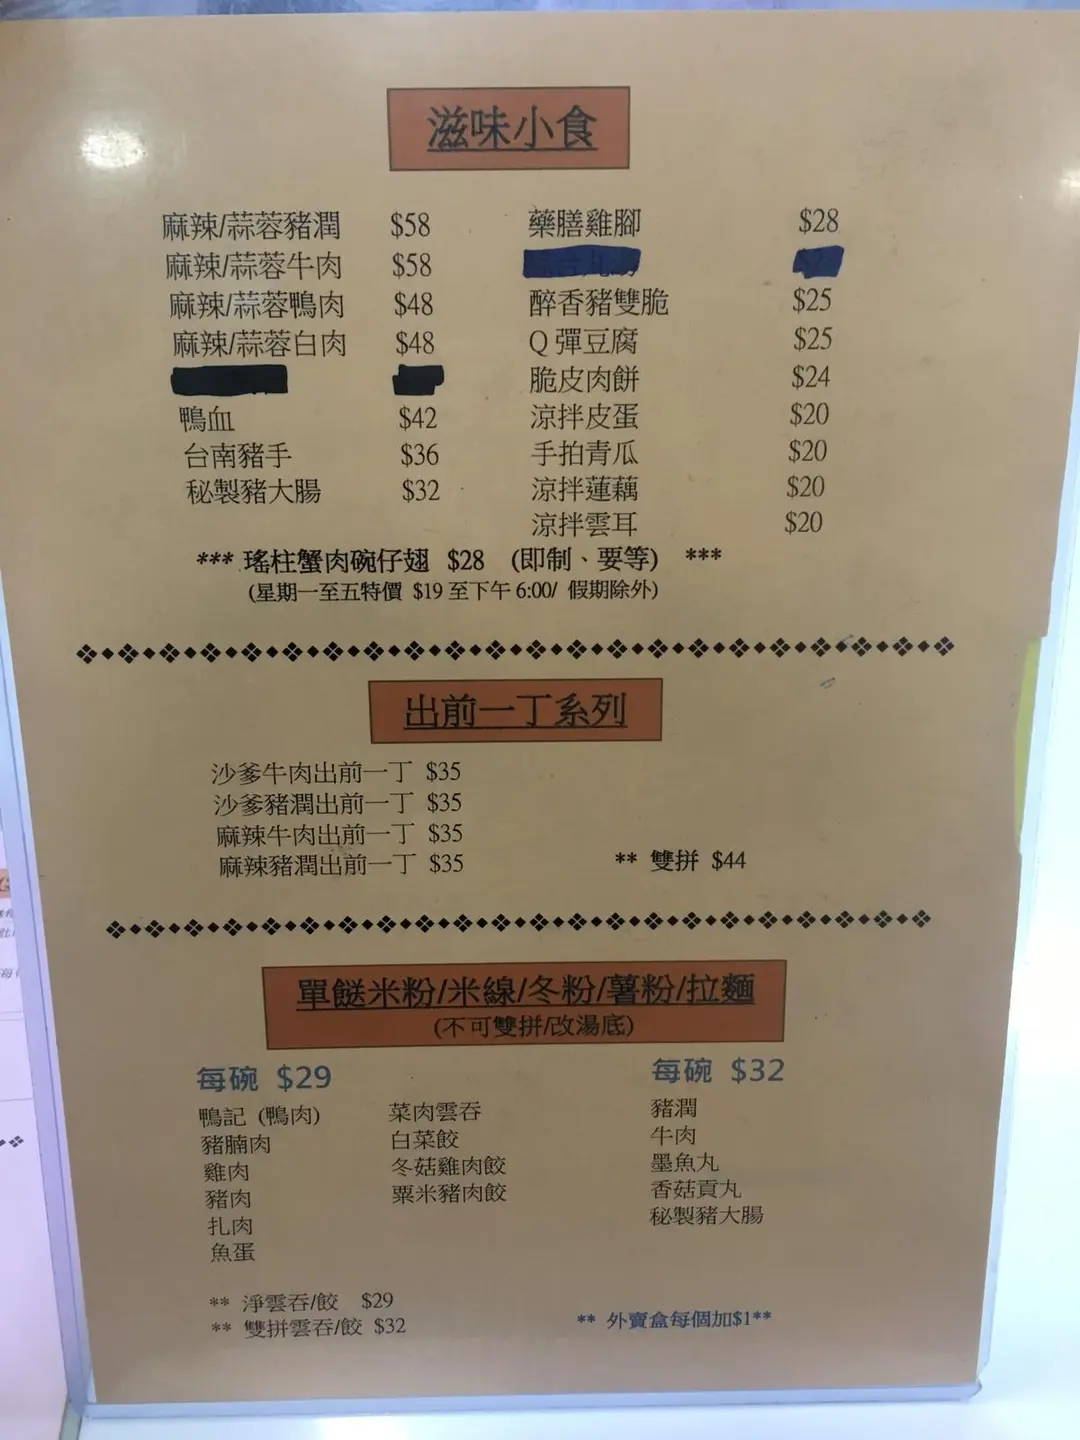 滋味小食
麻辣/蒜蓉豬潤 $58
麻辣/蒜蓉牛肉 $58
麻辣/蒜蓉鴨肉 $48
麻辣/蒜蓉白肉 $48
鴨血 $42
台南豬手 $36
秘製豬大腸 $32
藥膳雞腳 $28
醉香豬雙脆 $25
Q彈豆腐 $25
脆皮肉餅 $24
涼拌皮蛋 $20
手拍青瓜 $20
涼拌蓮藕 $20
涼拌雲耳 $20
*** 瑤柱蟹肉碗仔翅 $28 (即制、要等) ***
(星期一至五特價 $19 至下午 6:00/ 假期除外)
出前一丁系列
沙爹牛肉出前一丁 $35
沙爹豬潤出前一丁 $35
麻辣牛肉出前一丁 $35
麻辣豬潤出前一丁 $35
** 雙拼 $44
單餸米粉/米線/冬粉/薯粉/拉麵
(不可雙拼/改湯底)
每碗 $29
鴨記 (鴨肉)
豬腩肉
雞肉
豬肉
扎肉
魚蛋
菜肉雲吞
白菜餃
冬菇雞肉餃
粟米豬肉餃
每碗 $32
豬潤
牛肉
墨魚丸
香菇貢丸
秘製豬大腸
** 淨雲吞/餃 $29
** 雙拼雲吞/餃 $32
** 外賣盒每個加$1**